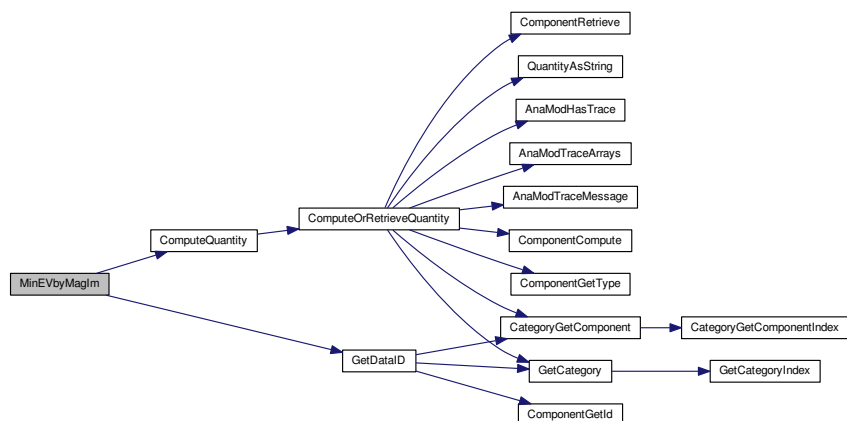 ComponentRetrieve
QuantityAsString
AnaModHasTrace
AnaModTraceArrays
AnaModTraceMessage
ComputeOrRetrieveQuantity
ComputeQuantity
ComponentCompute
MinEVbyMagIm
ComponentGetType
CategoryGetComponent
CategoryGetComponentIndex
GetDataID
GetCategory
GetCategoryIndex
ComponentGetId